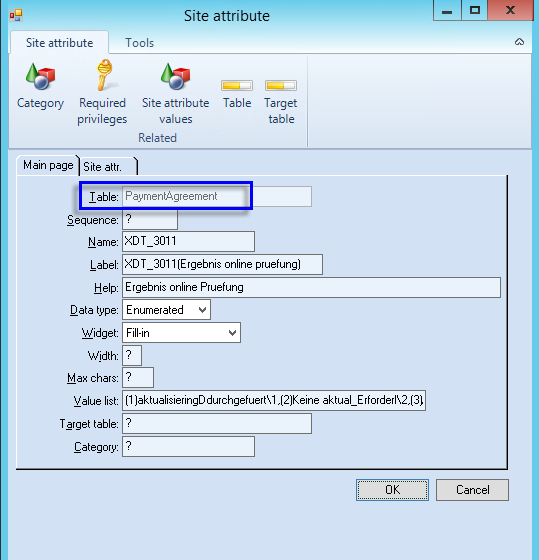 Site attribute
Site attribute Tools
Category Required privileges Site attribute values Table Target table
Related
Main page Site attr.
Table: PaymentAgreement
Sequence: ?
Name: XDT_3011
Label: XDT_3011(Ergebnis online pruefung)
Help: Ergebnis online Pruefung
Data type: Enumerated
Widget: Fill-in
Width: ?
Max chars: ?
Value list: (1)aktualisieringDdurchgefuert\1,(2)Keine aktual_Erforderl\2,(3),
Target table: ?
Category: ?
OK Cancel